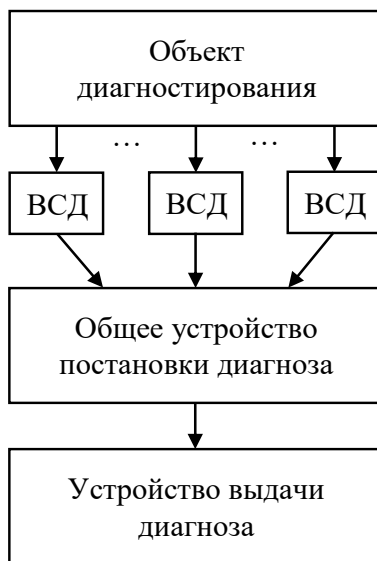 Объект
диагностирования
… …
ВСД ВСД ВСД
Общее устройство
постановки диагноза
Устройство выдачи
диагноза